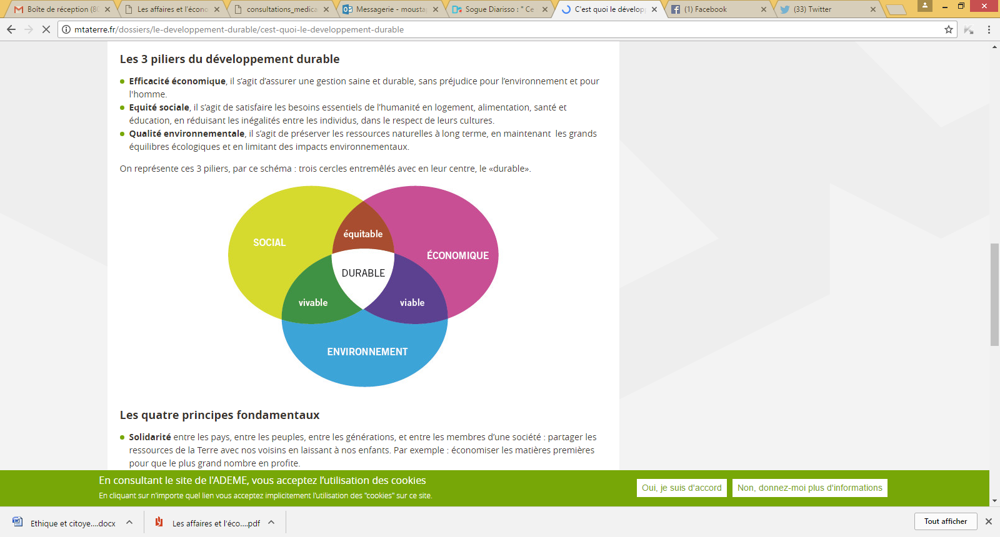 Boîte de réception (80
Les affaires et l'écono
consultations_medica
Messagerie - mousta
Sogue Diarisso : " Ce
C'est quoi le dévelop
(1) Facebook
(33) Twitter
mtaterre.fr/dossiers/le-developpement-durable/cest-quoi-le-developpement-durable
Les 3 piliers du développement durable
Efficacité économique, il s’agit d’assurer une gestion saine et durable, sans préjudice pour l’environnement et pour
l'homme.
Equité sociale, il s’agit de satisfaire les besoins essentiels de l’humanité en logement, alimentation, santé et
éducation, en réduisant les inégalités entre les individus, dans le respect de leurs cultures.
Qualité environnementale, il s’agit de préserver les ressources naturelles à long terme, en maintenant les grands
équilibres écologiques et en limitant des impacts environnementaux.
On représente ces 3 piliers, par ce schéma : trois cercles entremêlés avec en leur centre, le «durable».
équitable
SOCIAL
ÉCONOMIQUE
DURABLE
vivable
viable
ENVIRONNEMENT
Les quatre principes fondamentaux
Solidarité entre les pays, entre les peuples, entre les générations, et entre les membres d’une société : partager les
ressources de la Terre avec nos voisins en laissant à nos enfants. Par exemple : économiser les matières premières
pour que le plus grand nombre en profite.
En consultant le site de l'ADEME, vous acceptez l’utilisation des cookies
En cliquant sur n'importe quel lien vous acceptez implicitement l'utilisation des "cookies" sur ce site.
Oui, je suis d'accord
Non, donnez-moi plus d'informations
Ethique et citoye....docx
Les affaires et l’éco....pdf
Tout afficher